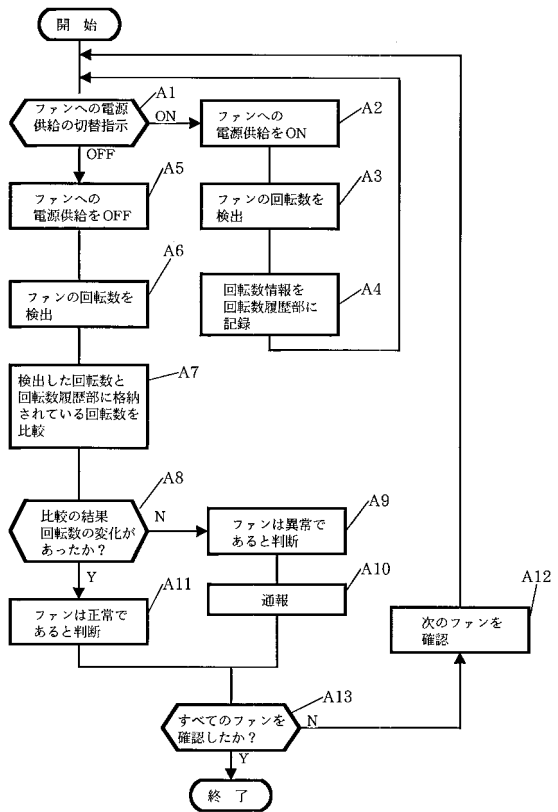 開 始
A1
ファンへの電源
供給の切替指示
ON
OFF
A2
ファンへの
電源供給をON
A3
ファンの回転数を
検出
A4
回転数情報を
回転数履歴部に
記録
A5
ファンへの
電源供給をOFF
A6
ファンの回転数を
検出
A7
検出した回転数と
回転数履歴部に格納
されている回転数を
比較
A8
比較の結果
回転数の変化が
あったか？
N
Y
A9
ファンは異常で
あると判断
A10
通報
A11
ファンは正常で
あると判断
A12
次のファンを
確認
A13
すべてのファンを
確認したか？
N
Y
終 了